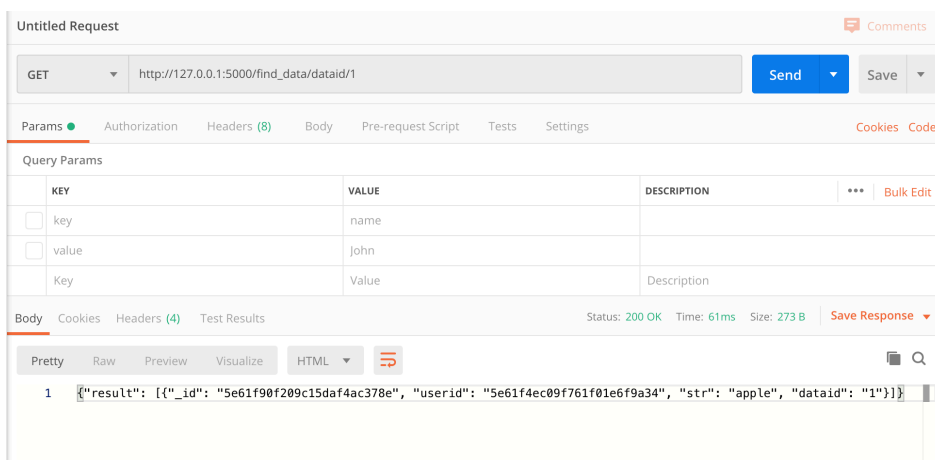 Untitled Request Comments
GET http://127.0.0.1:5000/find_data/dataid/1 Send Save
Params Authorization Headers (8) Body Pre-request Script Tests Settings Cookies Code
Query Params
KEY VALUE DESCRIPTION ••• Bulk Edit
key name
value John
Key Value Description
Body Cookies Headers (4) Test Results Status: 200 OK Time: 61ms Size: 273 B Save Response
Pretty Raw Preview Visualize HTML
1 {"result": [{"_id": "5e61f90f209c15daf4ac378e", "userid": "5e61f4ec09f761f01e6f9a34", "str": "apple", "dataid": "1"}]}